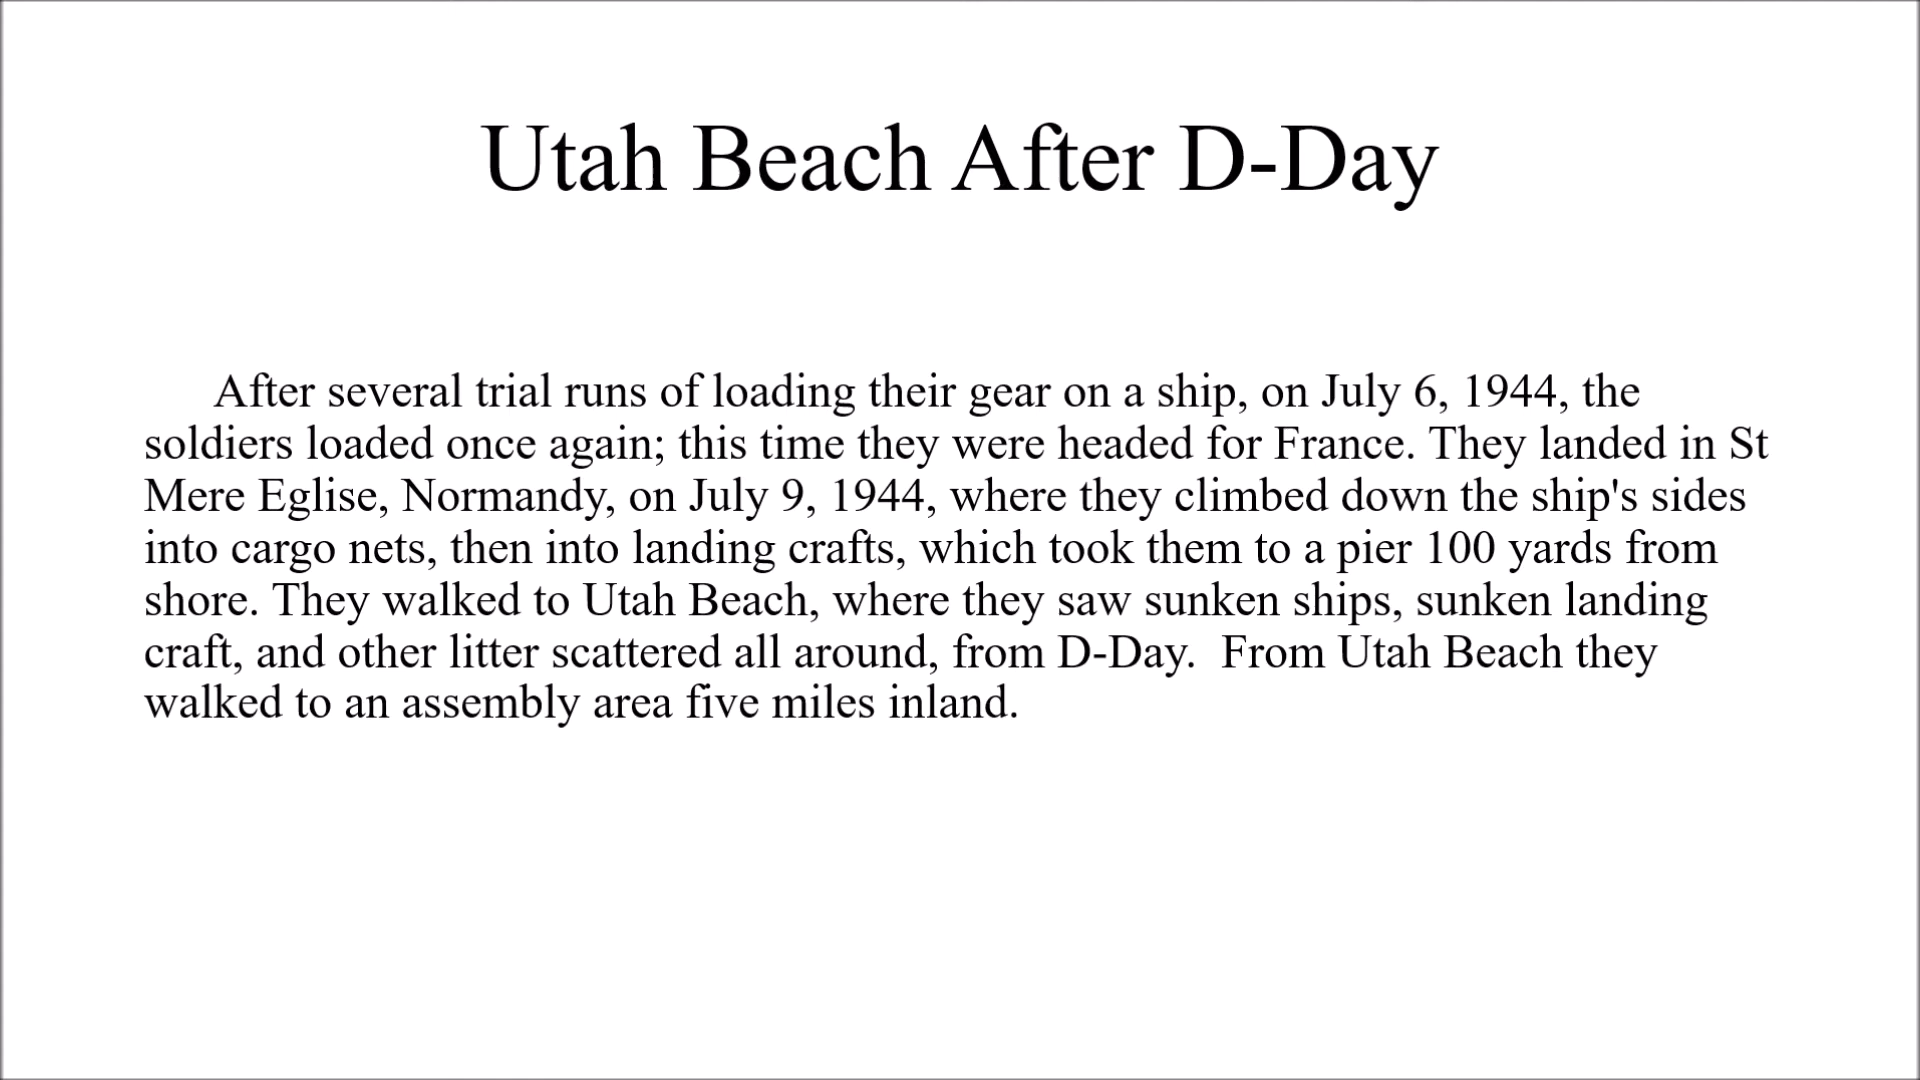 Utah Beach After D-Day
After several trial runs of loading their gear on a ship, on July 6, 1944, the
soldiers loaded once again; this time they were headed for France. They landed in St
Mere Eglise, Normandy, on July 9, 1944, where they climbed down the ship's sides
into cargo nets, then into landing crafts, which took them to a pier 100 yards from
shore. They walked to Utah Beach, where they saw sunken ships, sunken landing
craft, and other litter scattered all around, from D-Day.  From Utah Beach they
walked to an assembly area five miles inland.